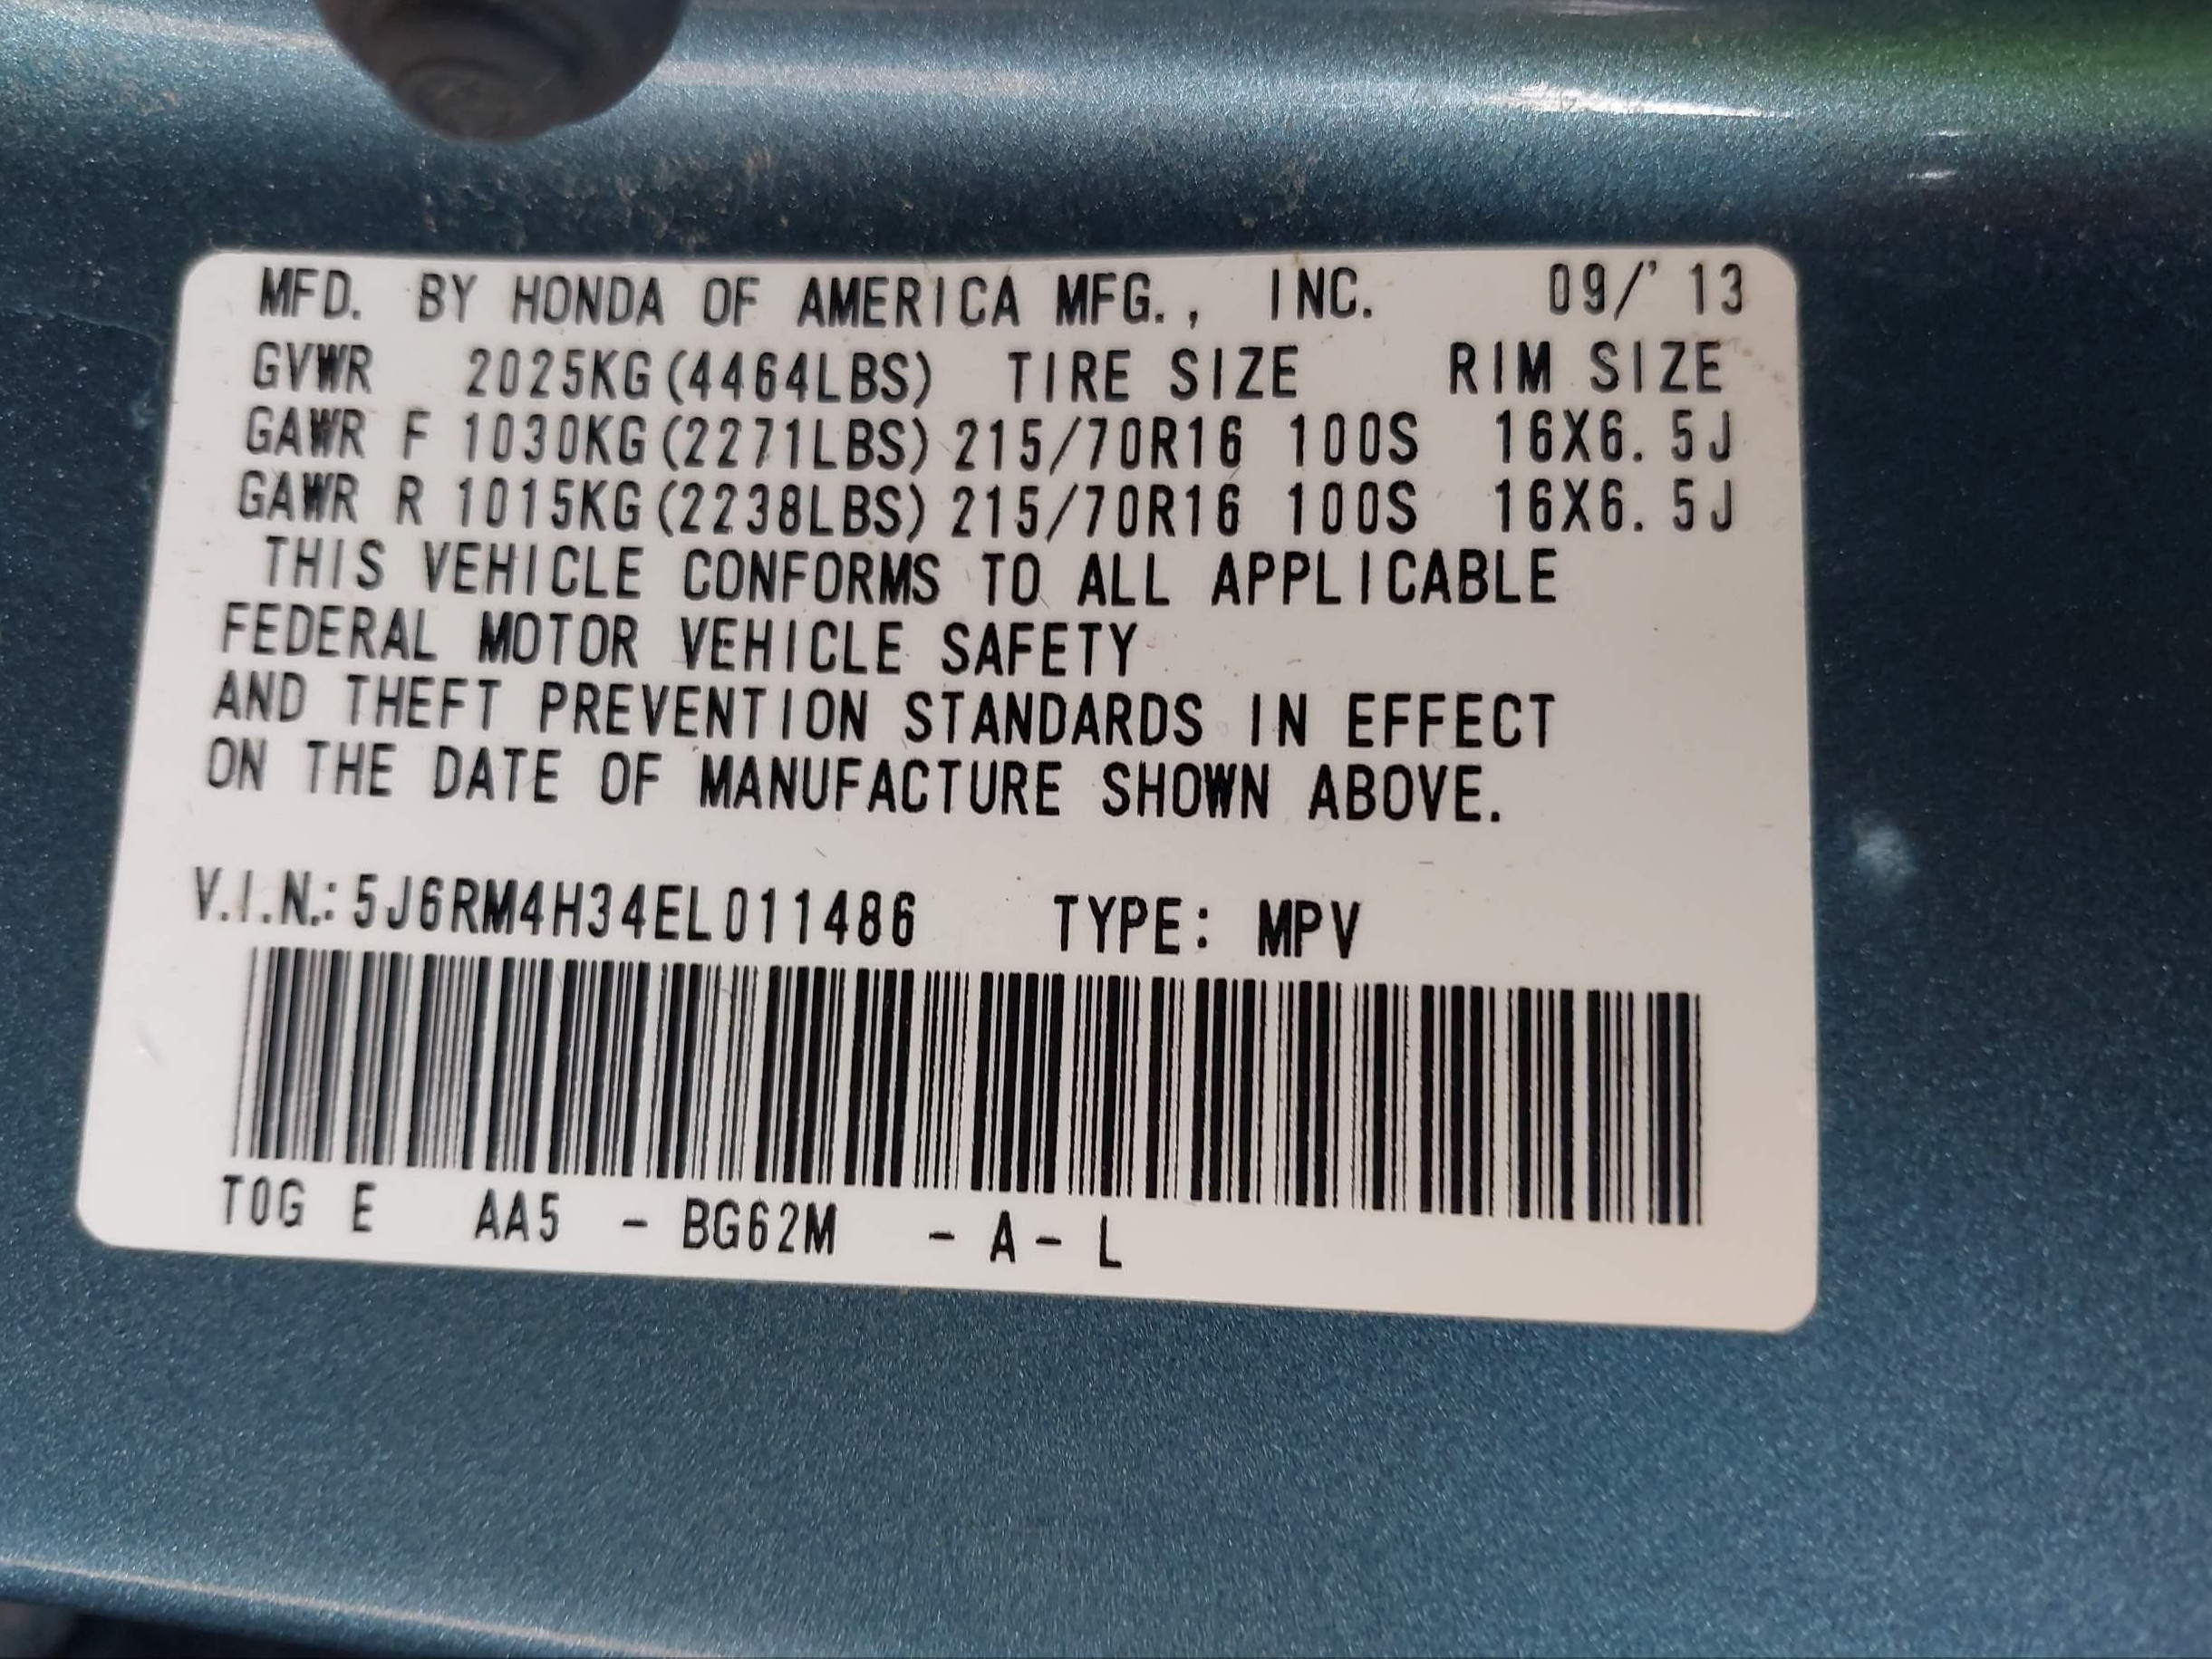 MFD. BY HONDA OF AMERICA MFG., INC. 09/'13
GVWR 2025KG(4464LBS) TIRE SIZE RIM SIZE
GAWR F 1030KG(2271LBS) 215/70R16 100S 16X6.5J
GAWR R 1015KG(2238LBS) 215/70R16 100S 16X6.5J
THIS VEHICLE CONFORMS TO ALL APPLICABLE
FEDERAL MOTOR VEHICLE SAFETY
AND THEFT PREVENTION STANDARDS IN EFFECT
ON THE DATE OF MANUFACTURE SHOWN ABOVE.
V.I.N.: 5J6RM4H34EL011486 TYPE: MPV
T0G E AA5 - BG62M - A - L